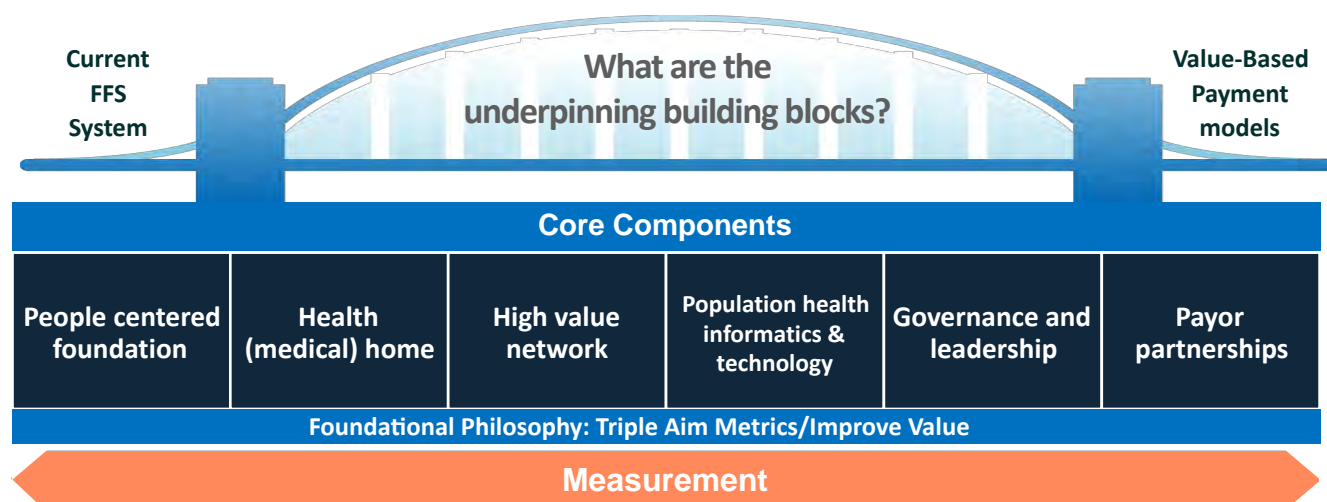 Current
FFS
System
What are the
underpinning building blocks?
Value-Based
Payment
models
Core Components
People centered
foundation
Health
(medical) home
High value
network
Population health
informatics &
technology
Governance and
leadership
Payor
partnerships
Foundational Philosophy: Triple Aim Metrics/Improve Value
Measurement